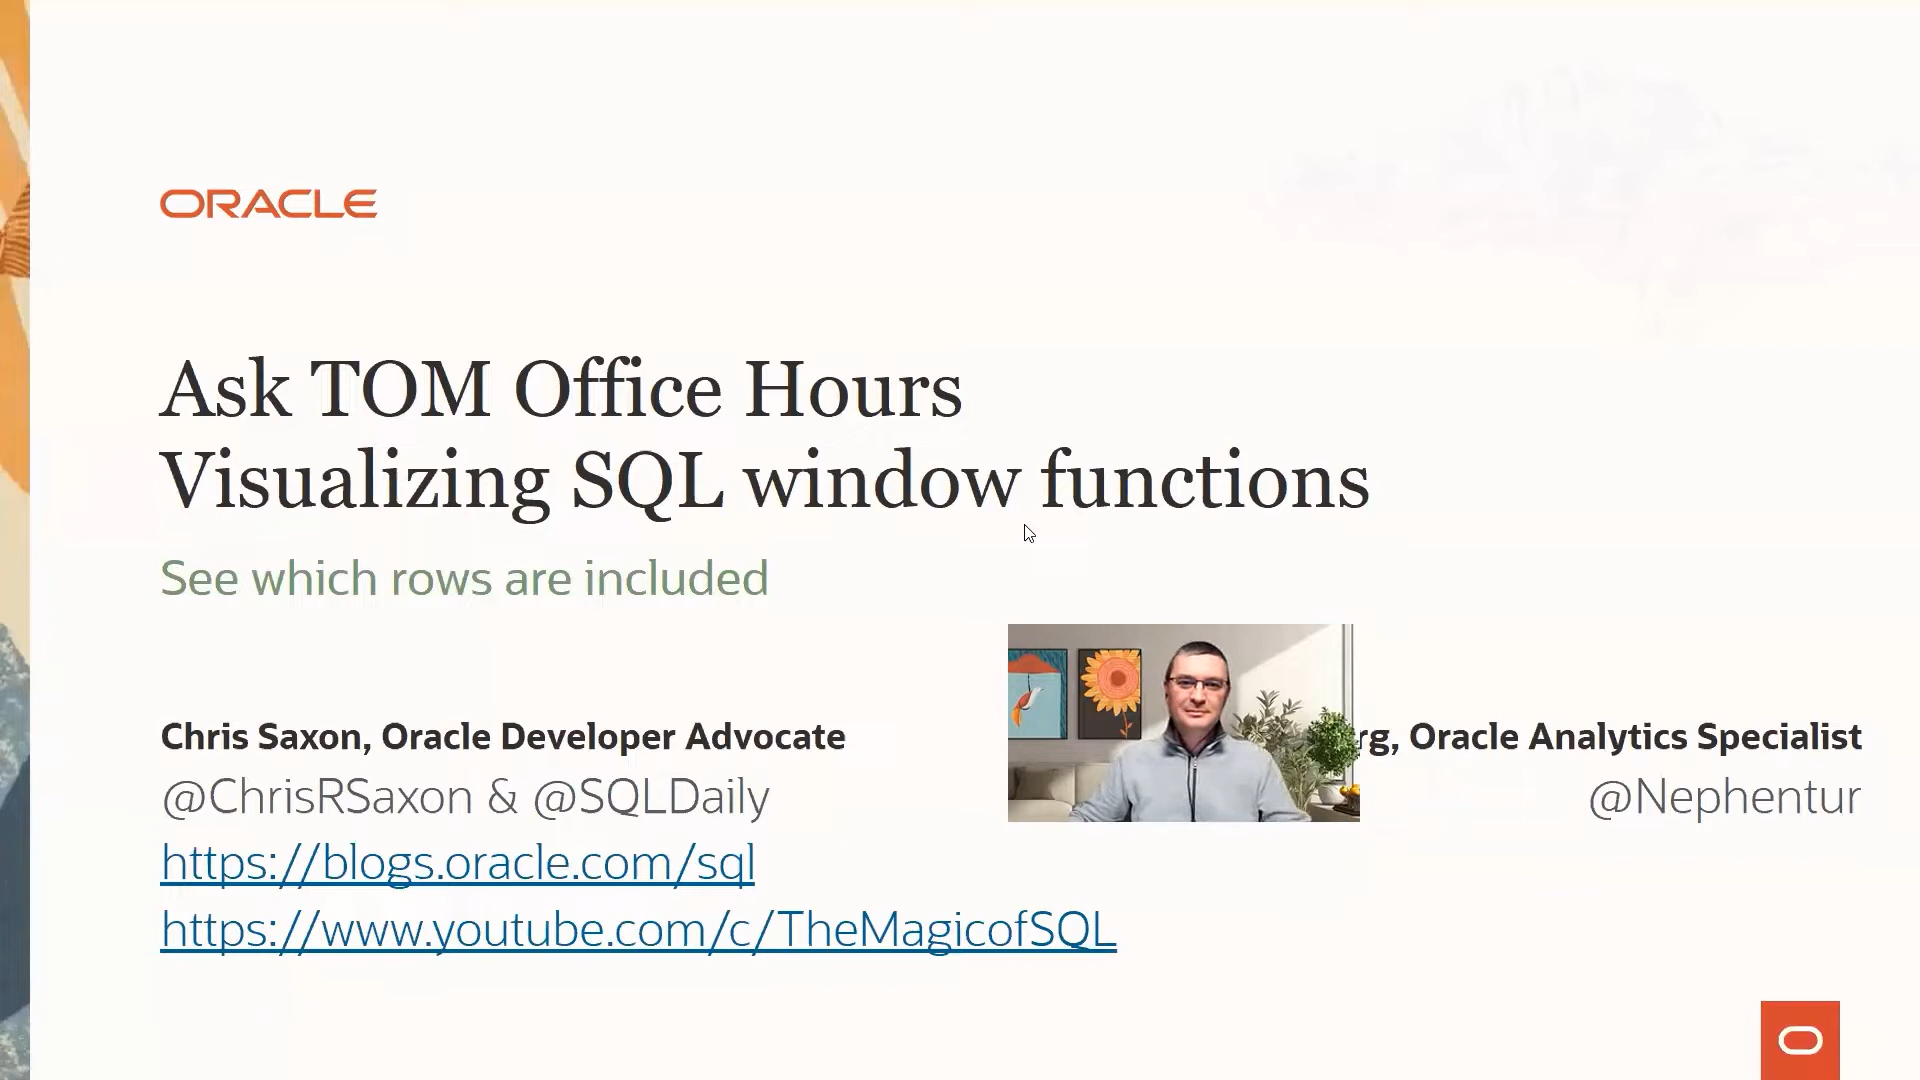 ORACLE
Ask TOM Office Hours
Visualizing SQL window functions
See which rows are included
Chris Saxon, Oracle Developer Advocate
@ChrisRSaxon & @SQLDaily
https://blogs.oracle.com/sql
https://www.youtube.com/c/TheMagicofSQL
Oracle Analytics Specialist
@Nephentur